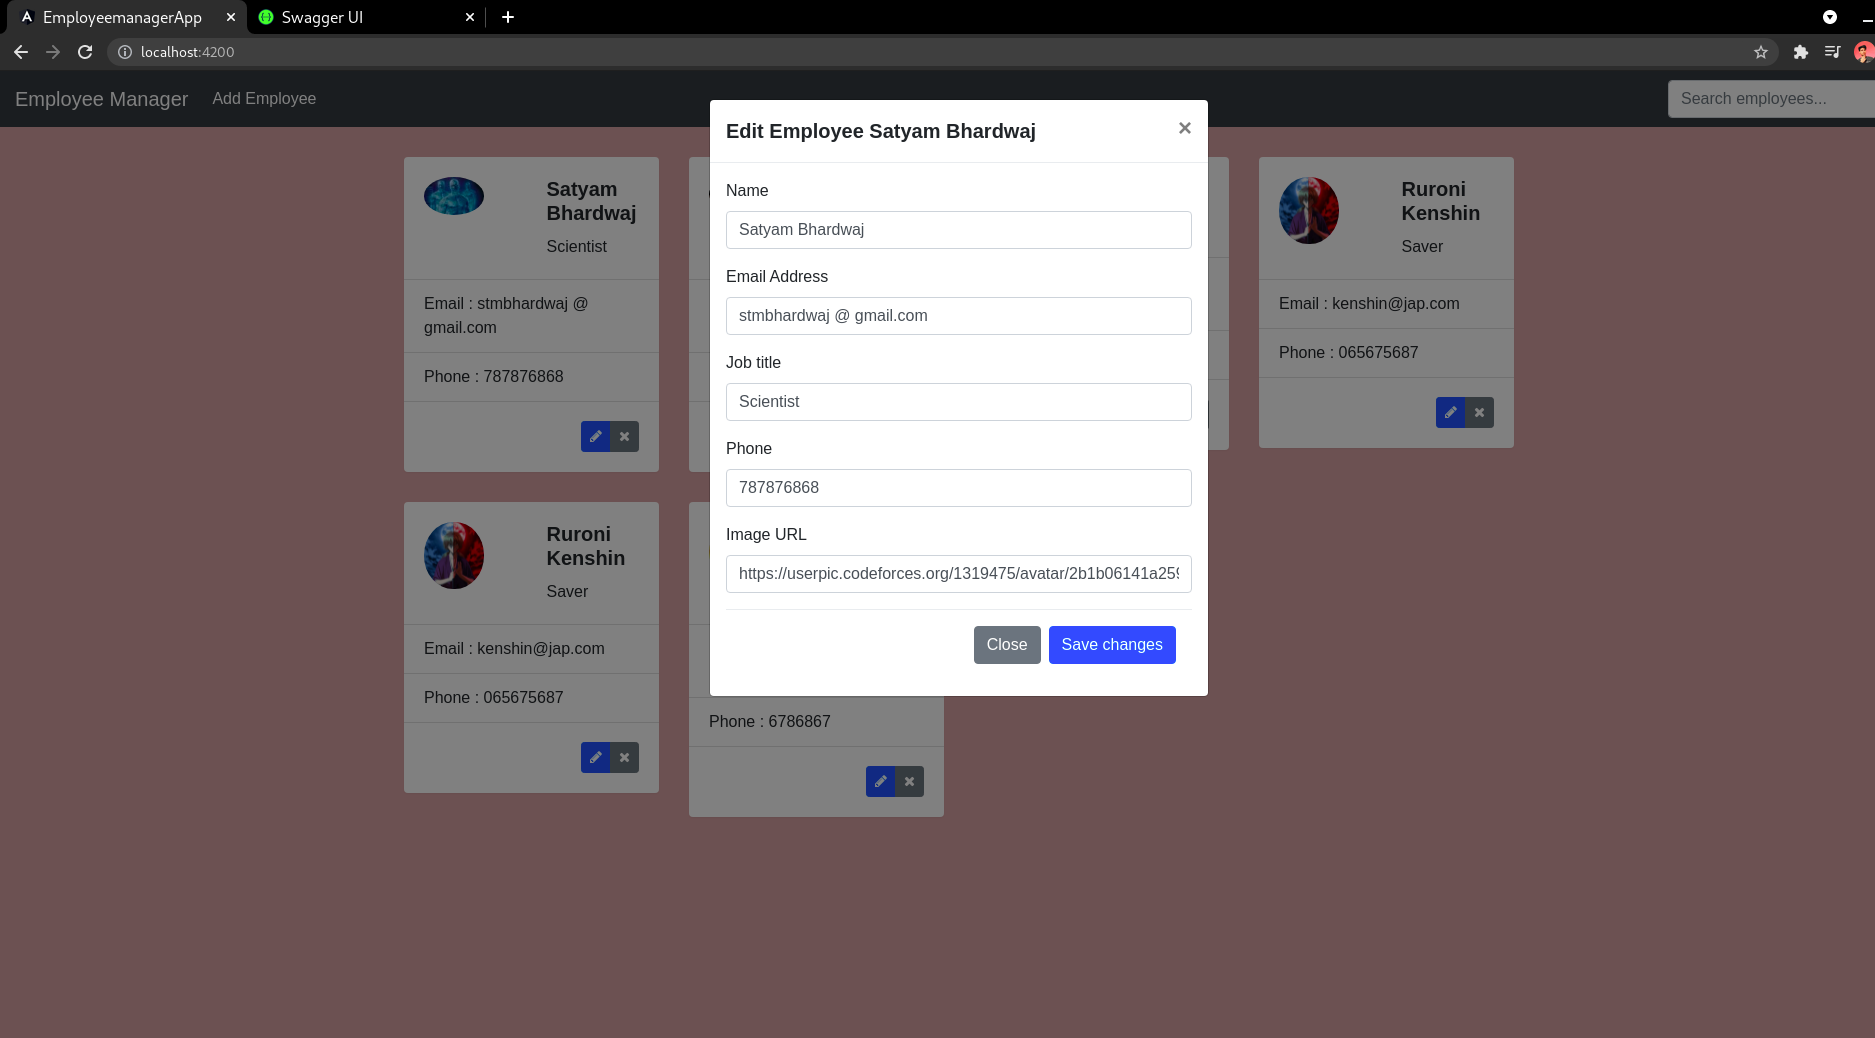 EmployeemanagerApp
Swagger UI
localhost:4200
Employee Manager
Add Employee
Search employees...
Edit Employee Satyam Bhardwaj
×
Name
Satyam Bhardwaj
Email Address
stmbhardwaj @ gmail.com
Job title
Scientist
Phone
787876868
Image URL
https://userpic.codeforces.org/1319475/avatar/2b1b06141a259
Close
Save changes
Satyam
Bhardwaj
Scientist
Email : stmbhardwaj @
gmail.com
Phone : 787876868
Ruroni
Kenshin
Saver
Email : kenshin@jap.com
Phone : 065675687
Ruroni
Kenshin
Saver
Email : kenshin@jap.com
Phone : 065675687
Phone : 6786867